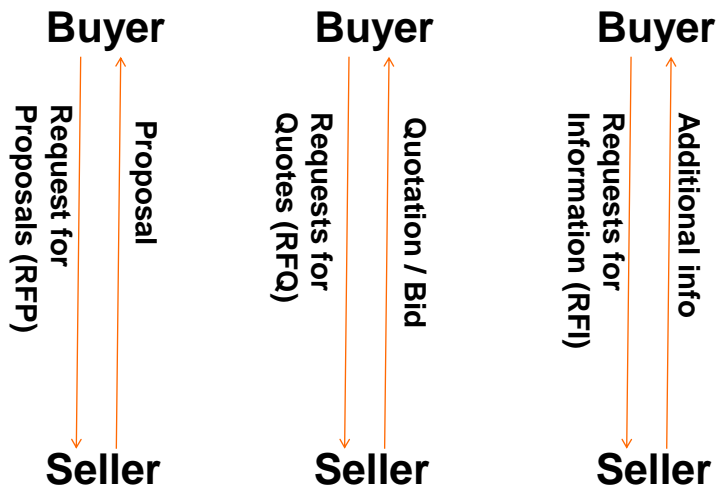 Buyer
Request for
Proposals (RFP)
Proposal
Seller
Buyer
Requests for
Quotes (RFQ)
Quotation / Bid
Seller
Buyer
Requests for
Information (RFI)
Additional info
Seller